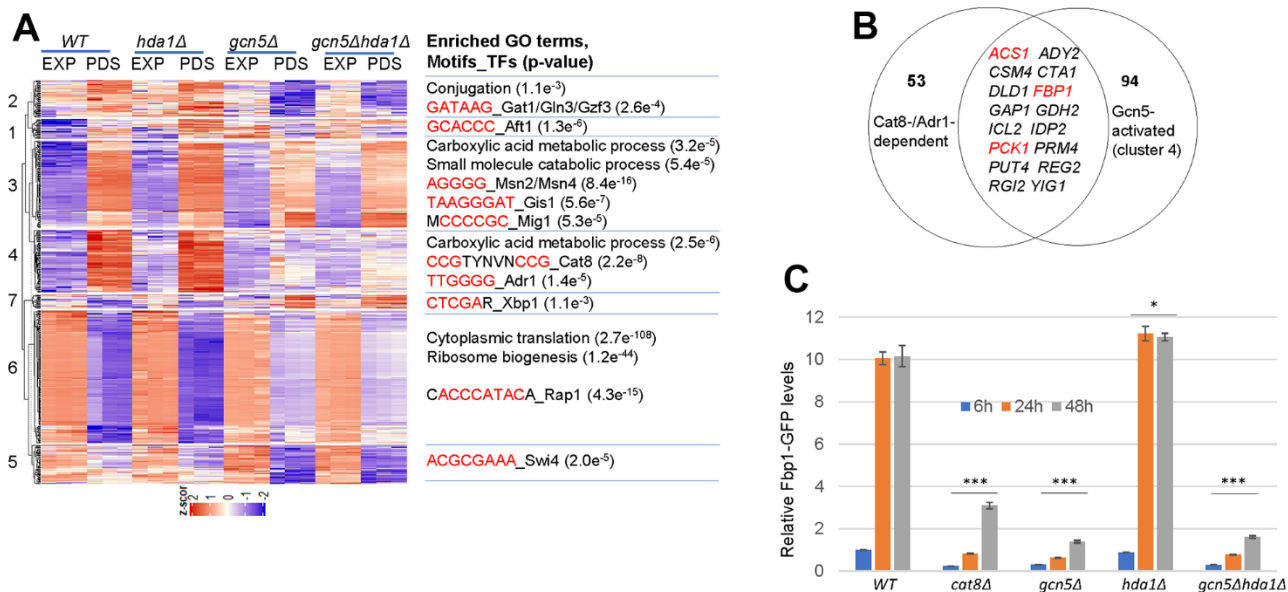 A
WT hda1Δ gcn5Δ gcn5Δhda1Δ
EXP PDS EXP PDS EXP PDS EXP PDS
Enriched GO terms,
Motifs_TFs (p-value)
2
Conjugation (1.1e-3)
GATAAG_Gat1/Gln3/Gzf3 (2.6e-4)
1
GCACCC_Aft1 (1.3e-6)
3
Carboxylic acid metabolic process (3.2e-5)
Small molecule catabolic process (5.4e-5)
AGGGG_Msn2/Msn4 (8.4e-16)
TAAGGGAT_Gis1 (5.6e-7)
MCCCCGC_Mig1 (5.3e-5)
4
Carboxylic acid metabolic process (2.5e-6)
CCGTYNVNCCG_Cat8 (2.2e-8)
TTGGGG_Adr1 (1.4e-5)
7
CTCGAR_Xbp1 (1.1e-3)
6
Cytoplasmic translation (2.7e-108)
Ribosome biogenesis (1.2e-44)
CACCCATACA_Rap1 (4.3e-15)
5
ACGCGAAA_Swi4 (2.0e-5)
z-scor
2 1 0 -1 -2
B
53
Cat8-/Adr1-
dependent
ACS1 ADY2
CSM4 CTA1
DLD1 FBP1
GAP1 GDH2
ICL2 IDP2
PCK1 PRM4
PUT4 REG2
RGI2 YIG1
94
Gcn5-
activated
(cluster 4)
C
Relative Fbp1-GFP levels
12
10
8
6
4
2
0
6h 24h 48h
***
***
*
***
WT cat8Δ gcn5Δ hda1Δ gcn5Δhda1Δ